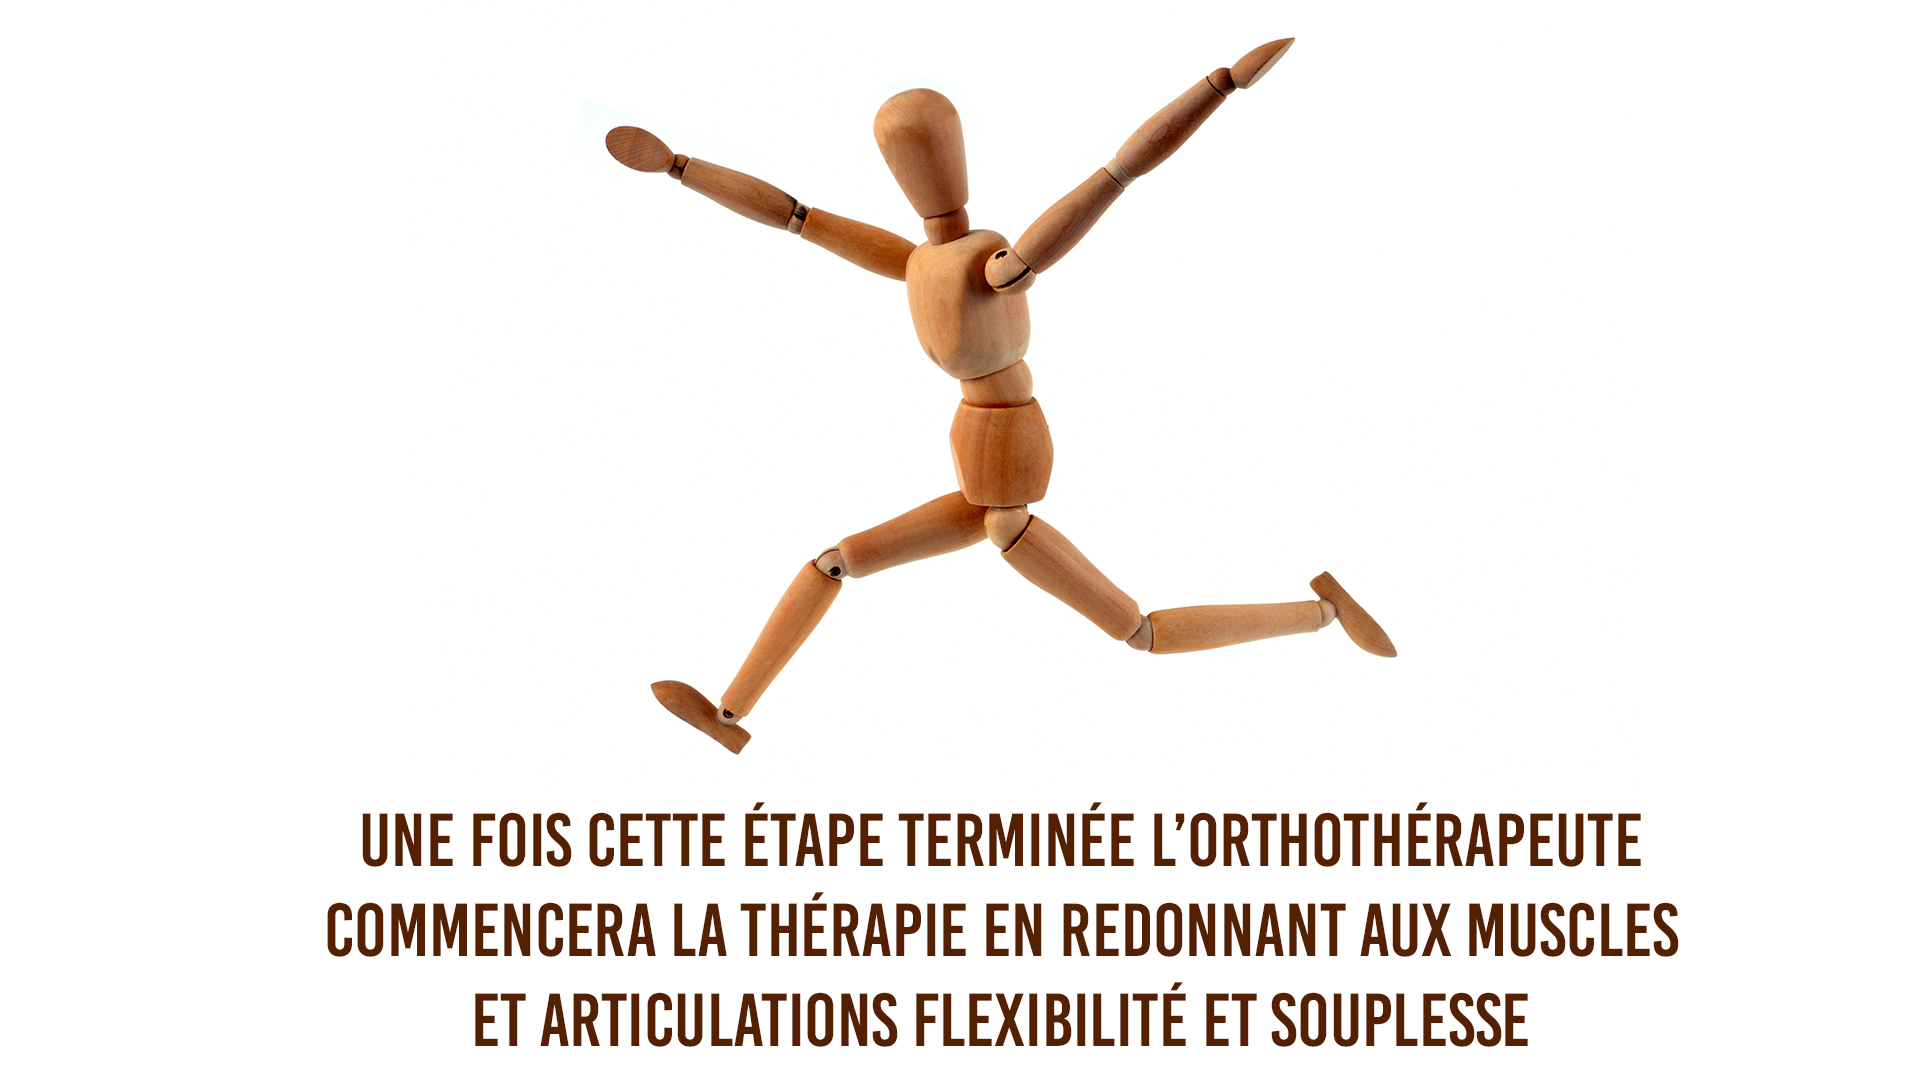 UNE FOIS CETTE ÉTAPE TERMINÉE L’ORTHOTHÉRAPEUTE
COMMENCERA LA THÉRAPIE EN REDONNANT AUX MUSCLES
ET ARTICULATIONS FLEXIBILITÉ ET SOUPLESSE